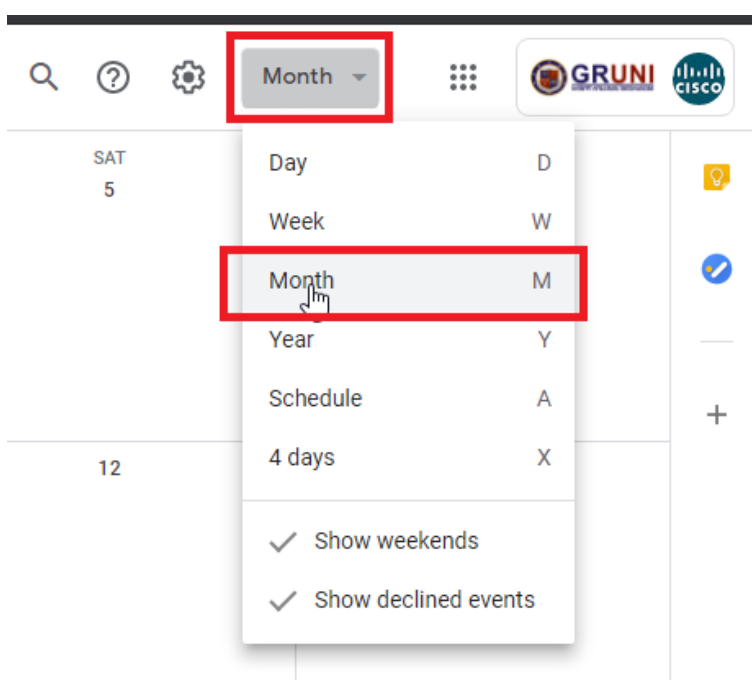 Month
GRUNI
CISCO
SAT
5
Day D
Week W
Month M
Year Y
Schedule A
4 days X
12
Show weekends
Show declined events